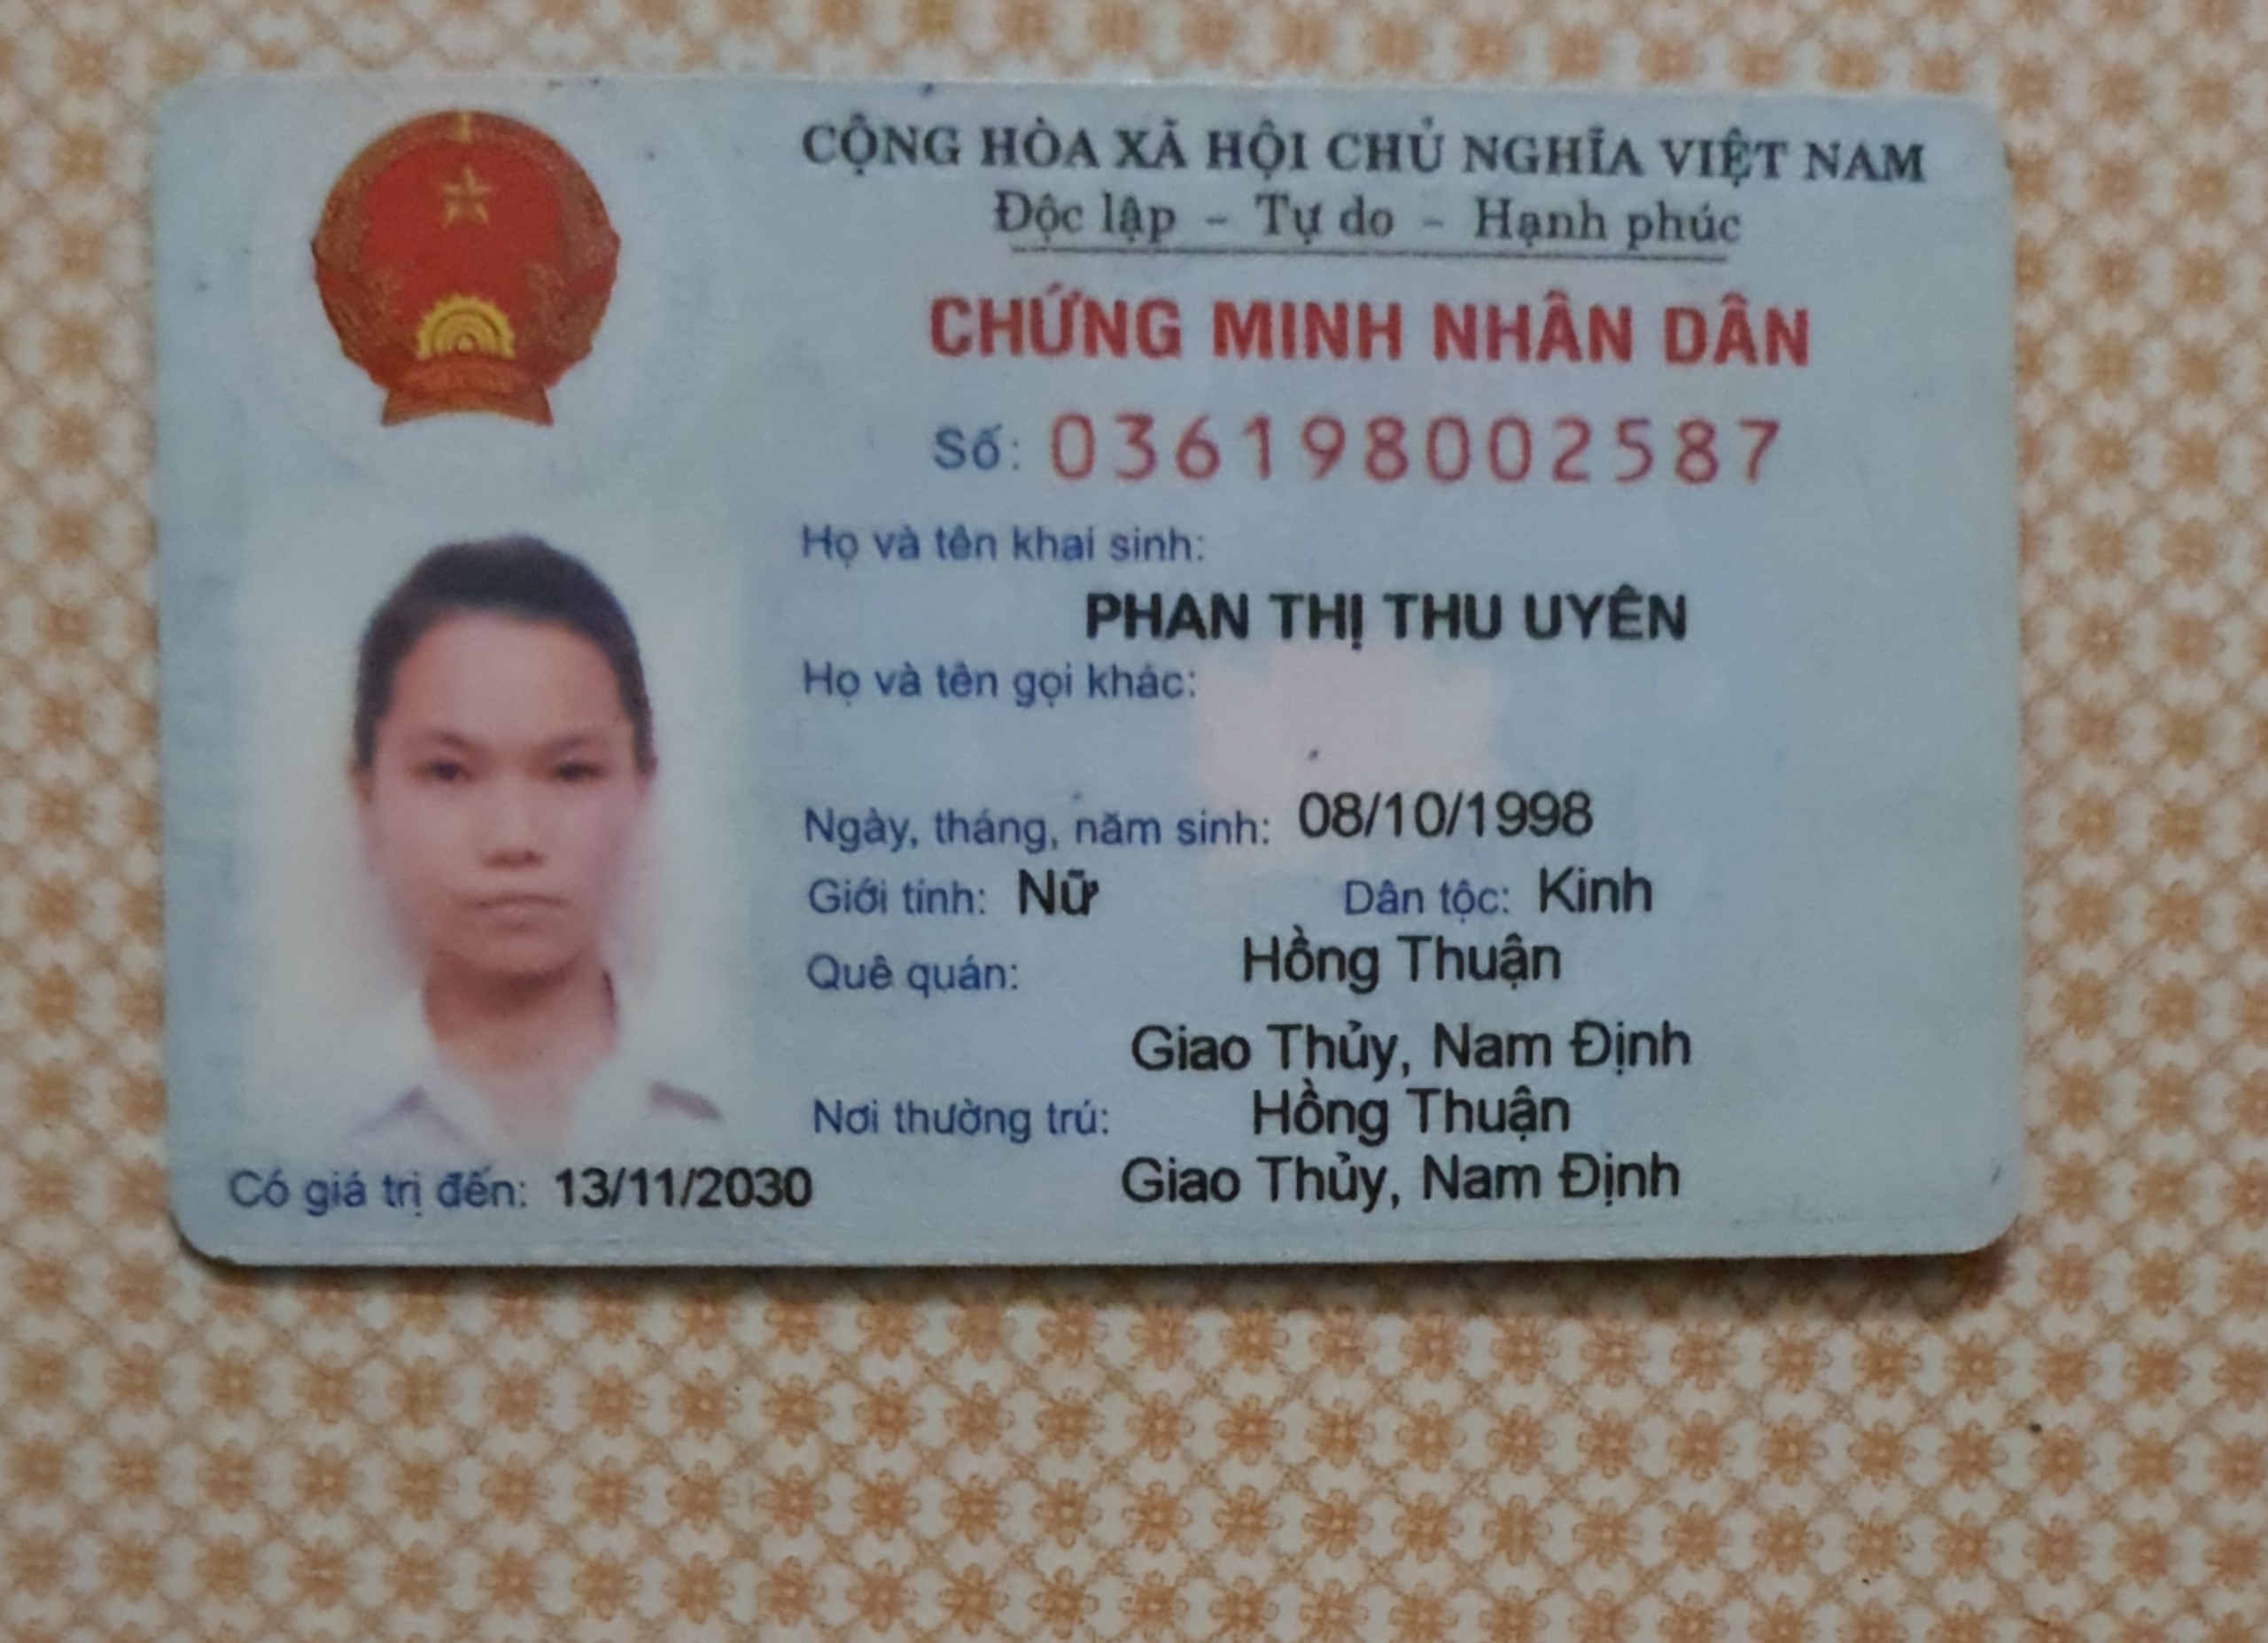 CỘNG HÒA XÃ HỘI CHỦ NGHĨA VIỆT NAM
Độc lập - Tự do - Hạnh phúc
CHỨNG MINH NHÂN DÂN
Số: 036198002587
Họ và tên khai sinh:
PHAN THỊ THU UYÊN
Họ và tên gọi khác:
Ngày, tháng, năm sinh: 08/10/1998
Giới tính: Nữ Dân tộc: Kinh
Quê quán: Hồng Thuận
Giao Thủy, Nam Định
Nơi thường trú: Hồng Thuận
Giao Thủy, Nam Định
Có giá trị đến: 13/11/2030